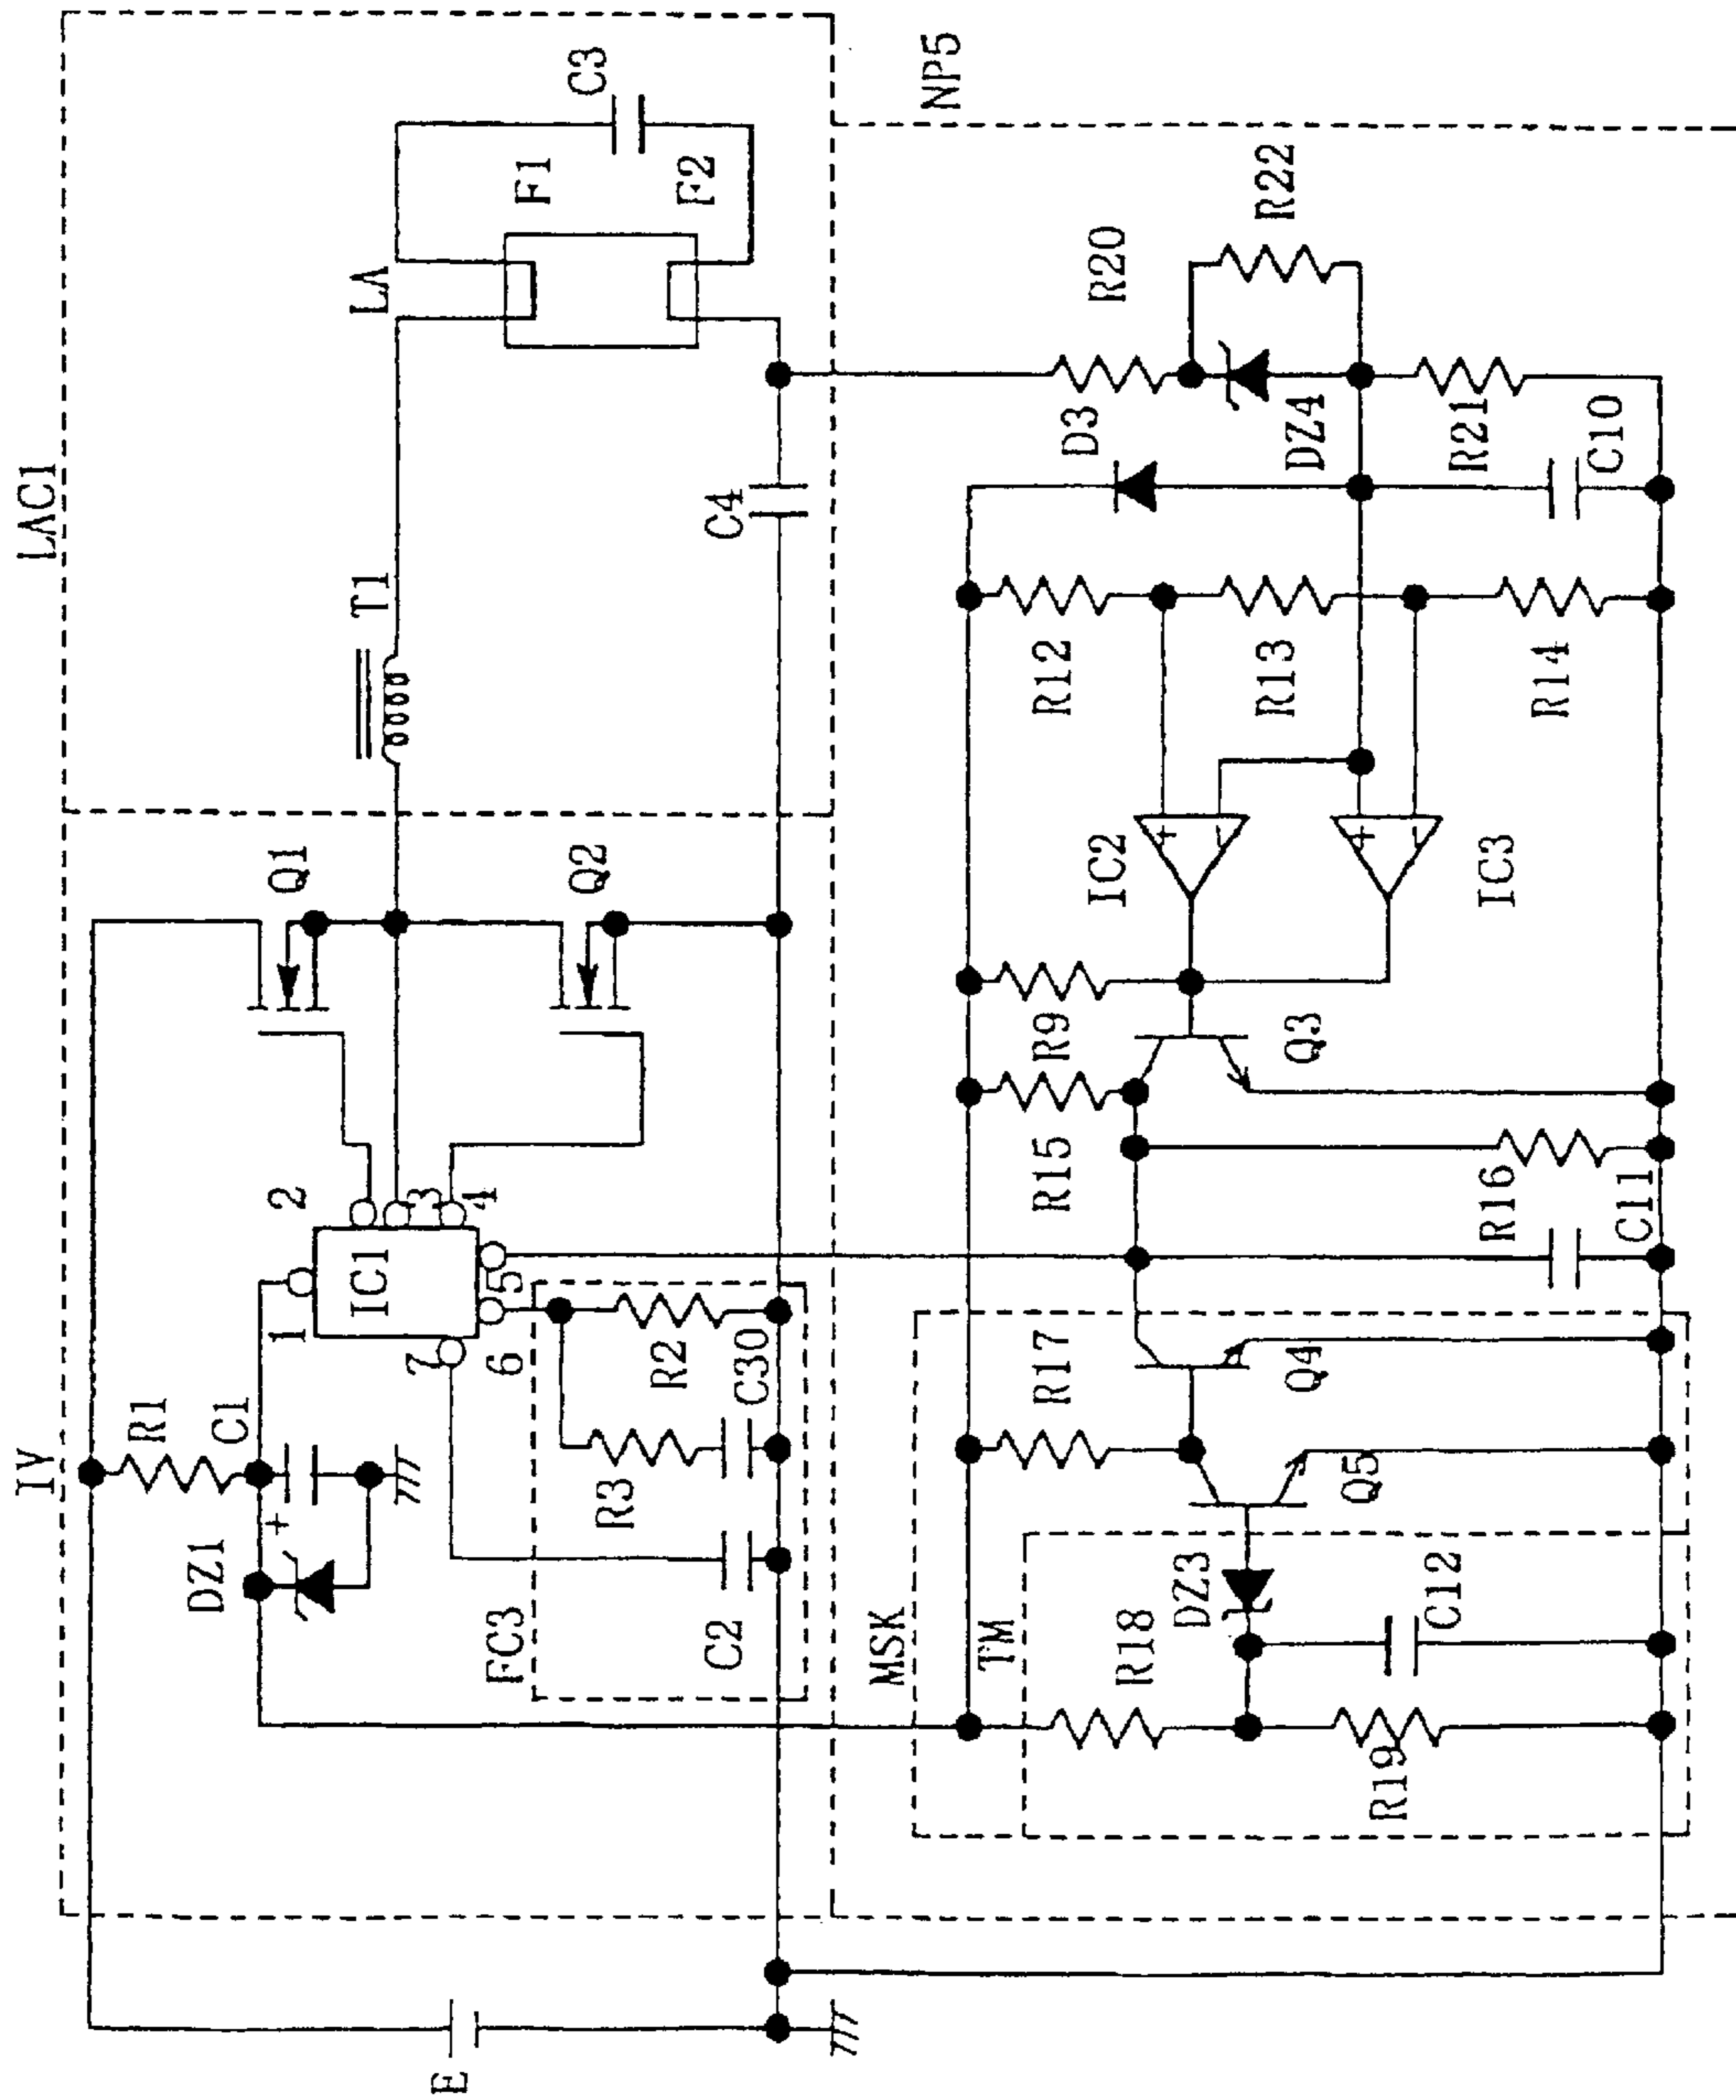 LAC1
IV
NP5
E
R1
C1
+
DZ1
IC1
1
2
3
4
5
6
7
Q1
Q2
T1
LA
F1
F2
C3
C4
FC3
R2
R3
C30
C2
MSK
TM
R17
R18
R19
DZ3
C12
Q4
Q5
R15
R16
C11
R9
Q3
IC2
+
−
IC3
+
−
R12
R13
R14
D3
DZ4
R20
R21
R22
C10